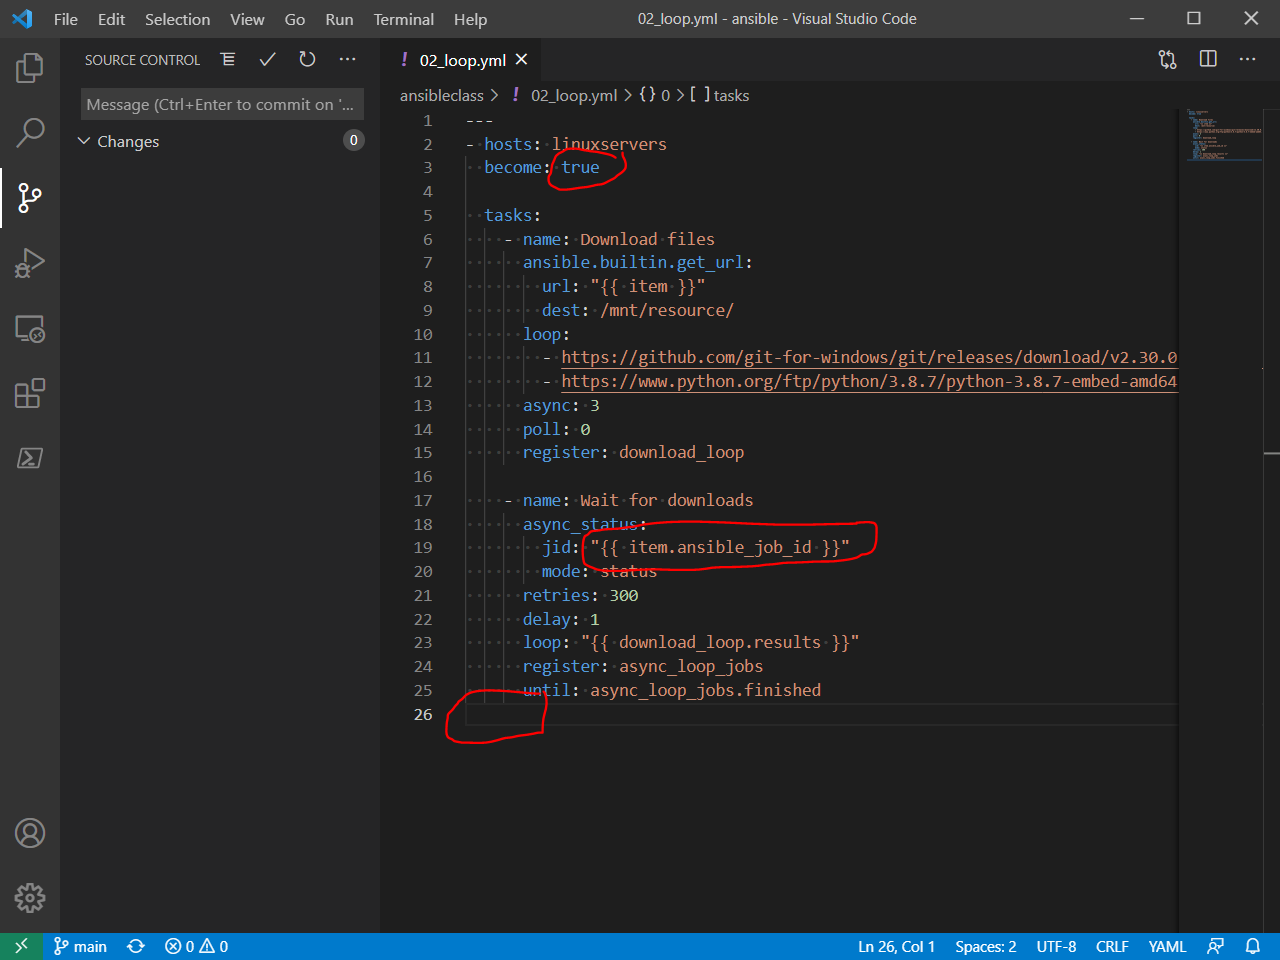 File Edit Selection View Go Run Terminal Help 02_loop.yml - ansible - Visual Studio Code
SOURCE CONTROL
02_loop.yml
Message (Ctrl+Enter to commit on '...
Changes 0
ansibleclass > ! 02_loop.yml > {} 0 > [ ] tasks
1 ---
2 - hosts: linuxservers
3 become: true
4
5 tasks:
6 - name: Download files
7 ansible.builtin.get_url:
8 url: "{{ item }}"
9 dest: /mnt/resource/
10 loop:
11 - https://github.com/git-for-windows/git/releases/download/v2.30.0
12 - https://www.python.org/ftp/python/3.8.7/python-3.8.7-embed-amd64
13 async: 3
14 poll: 0
15 register: download_loop
16
17 - name: Wait for downloads
18 async_status:
19 jid: "{{ item.ansible_job_id }}"
20 mode: status
21 retries: 300
22 delay: 1
23 loop: "{{ download_loop.results }}"
24 register: async_loop_jobs
25 until: async_loop_jobs.finished
26
main 0 0 Ln 26, Col 1 Spaces: 2 UTF-8 CRLF YAML